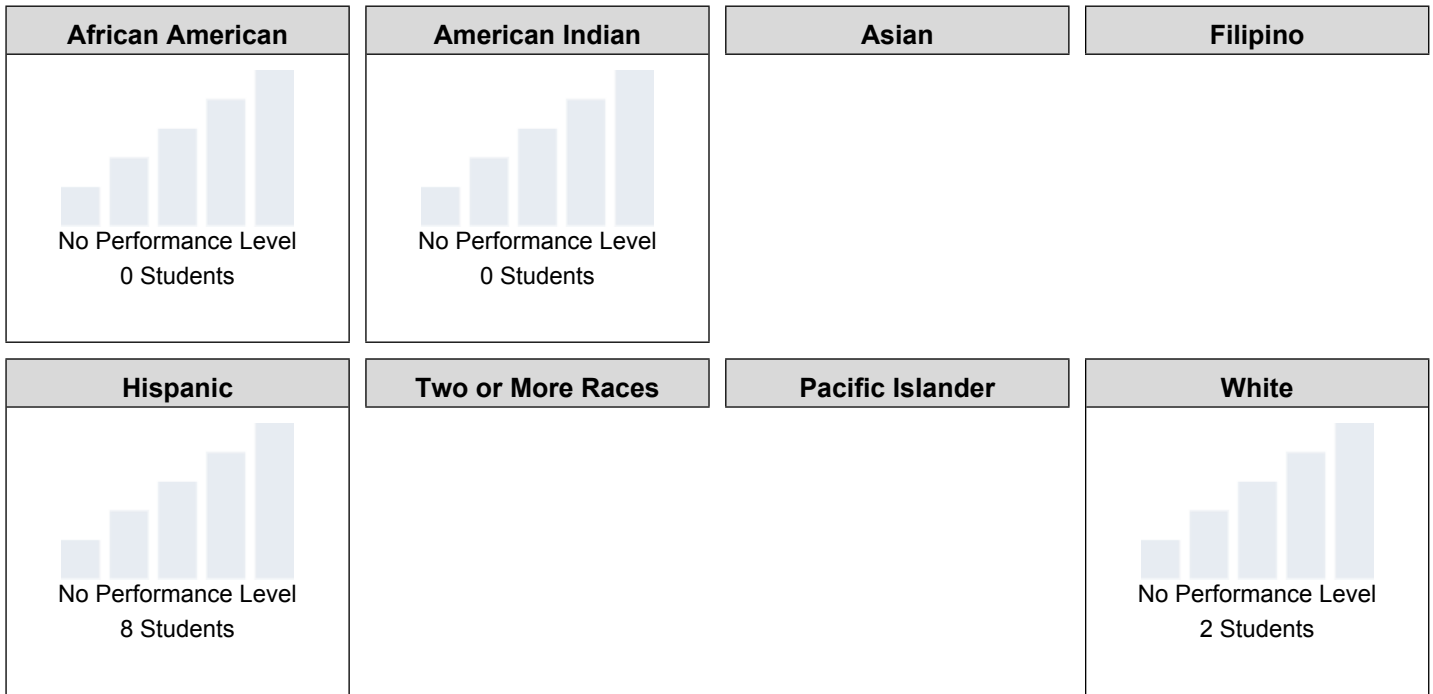 African American
American Indian
Asian
Filipino
No Performance Level
0 Students
No Performance Level
0 Students
Hispanic
Two or More Races
Pacific Islander
White
No Performance Level
8 Students
No Performance Level
2 Students